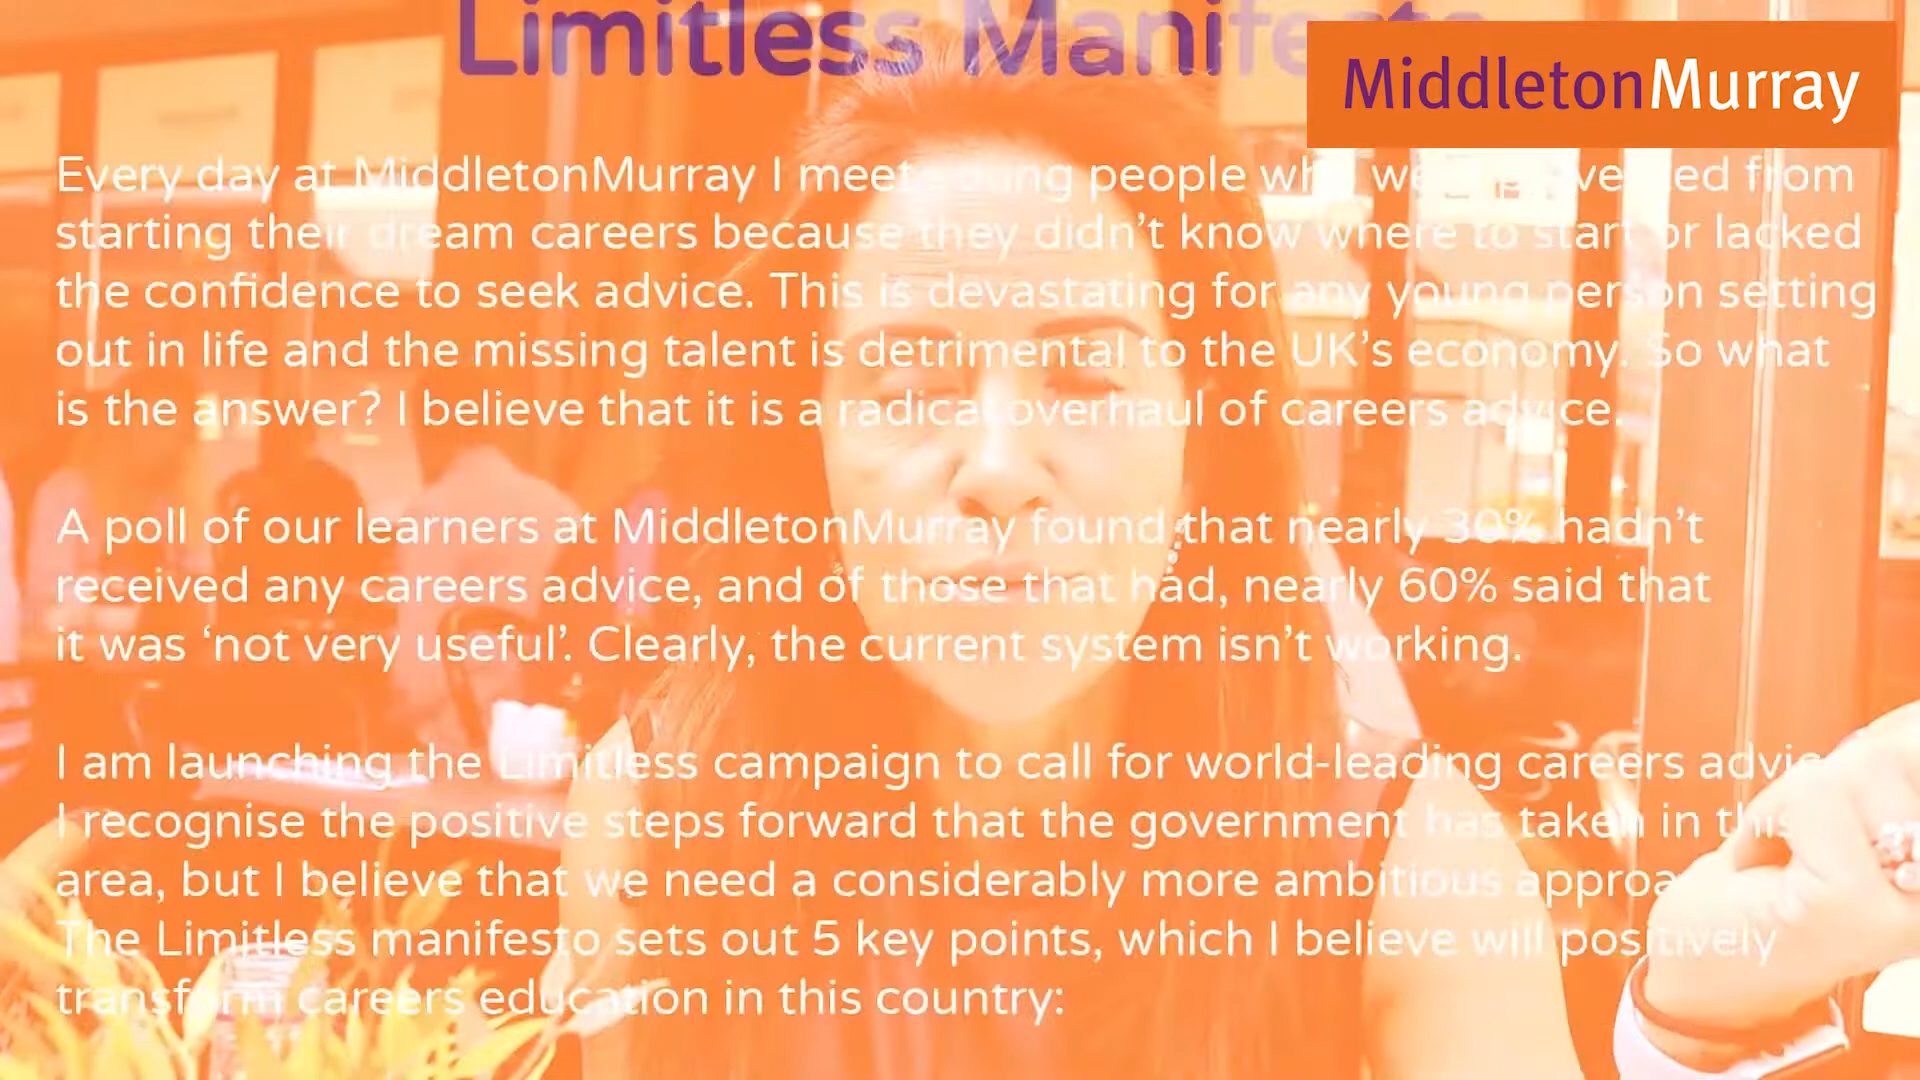 Limitless Manifesto
MiddletonMurray
Every day at MiddletonMurray I meet young people who were prevented from
starting their dream careers because they didn't know where to start or lacked
the confidence to seek advice. This is devastating for any young person setting
out in life and the missing talent is detrimental to the UK's economy. So what
is the answer? I believe that it is a radical overhaul of careers advice.
A poll of our learners at MiddletonMurray found that nearly 30% hadn't
received any careers advice, and of those that had, nearly 60% said that
it was ‘not very useful’. Clearly, the current system isn't working.
I am launching the Limitless campaign to call for world-leading careers advice
I recognise the positive steps forward that the government has taken in this
area, but I believe that we need a considerably more ambitious approach
The Limitless manifesto sets out 5 key points, which I believe will positively
transform careers education in this country: